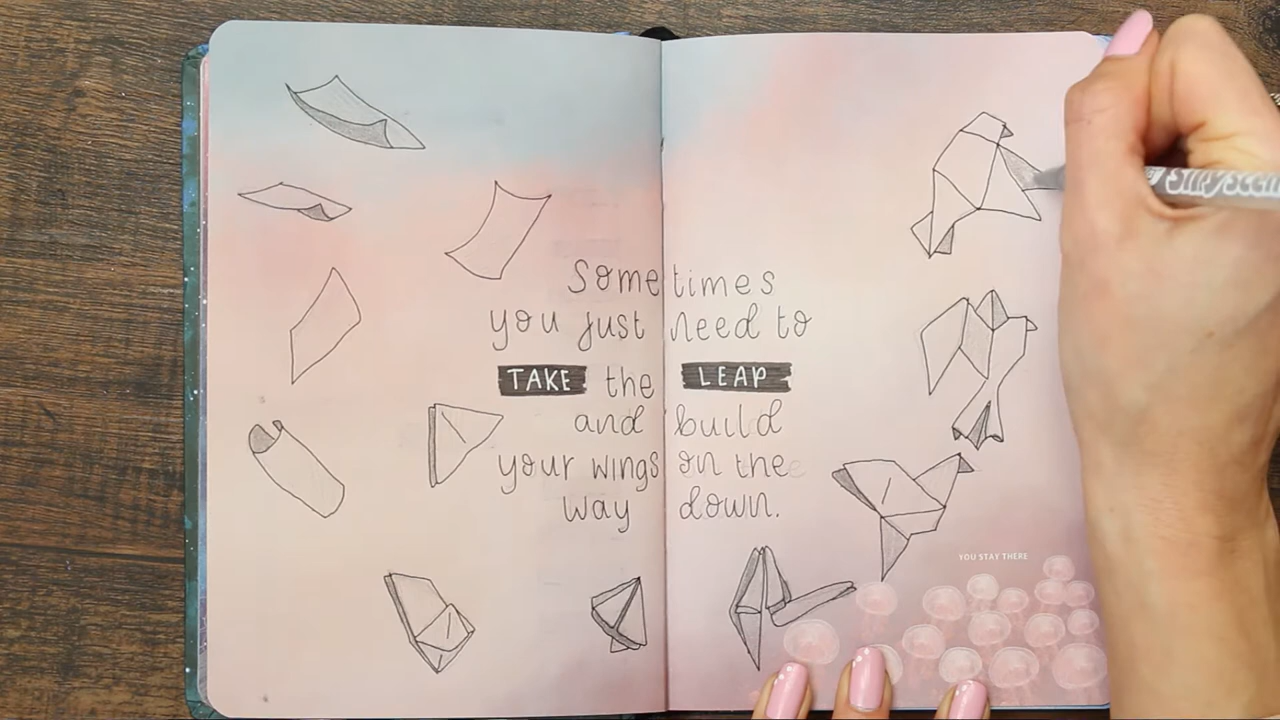 Sometimes
you just need to
TAKE the LEAP
and build
your wings on the
way down.
YOU STAY THERE